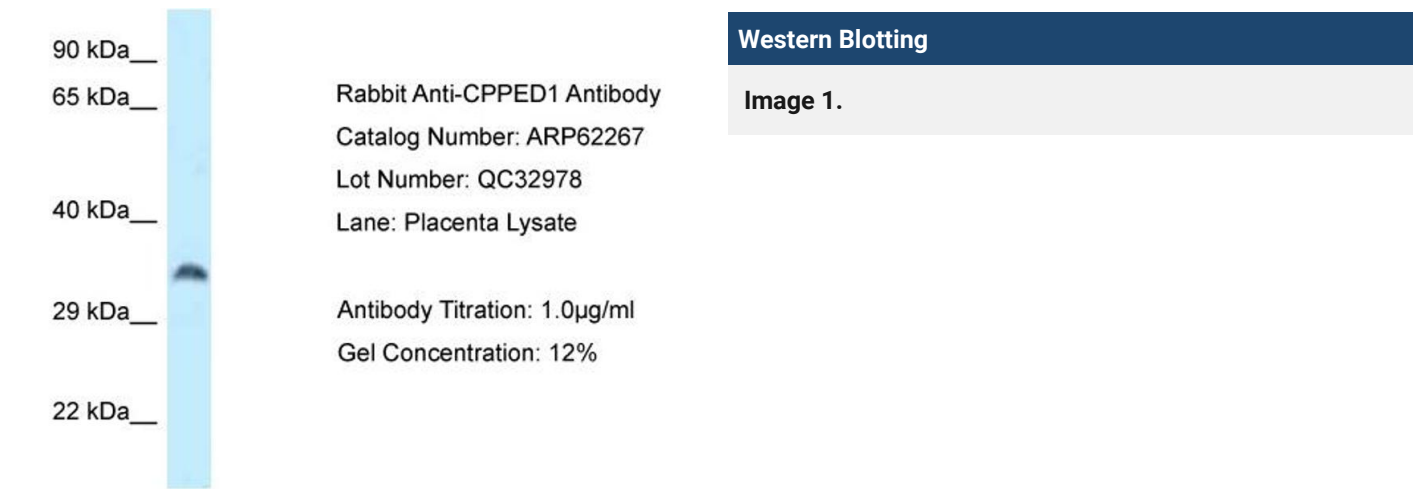 90 kDa__
65 kDa__
40 kDa__
29 kDa__
22 kDa__
Rabbit Anti-CPPED1 Antibody
Catalog Number: ARP62267
Lot Number: QC32978
Lane: Placenta Lysate
Antibody Titration: 1.0µg/ml
Gel Concentration: 12%
Western Blotting
Image 1.